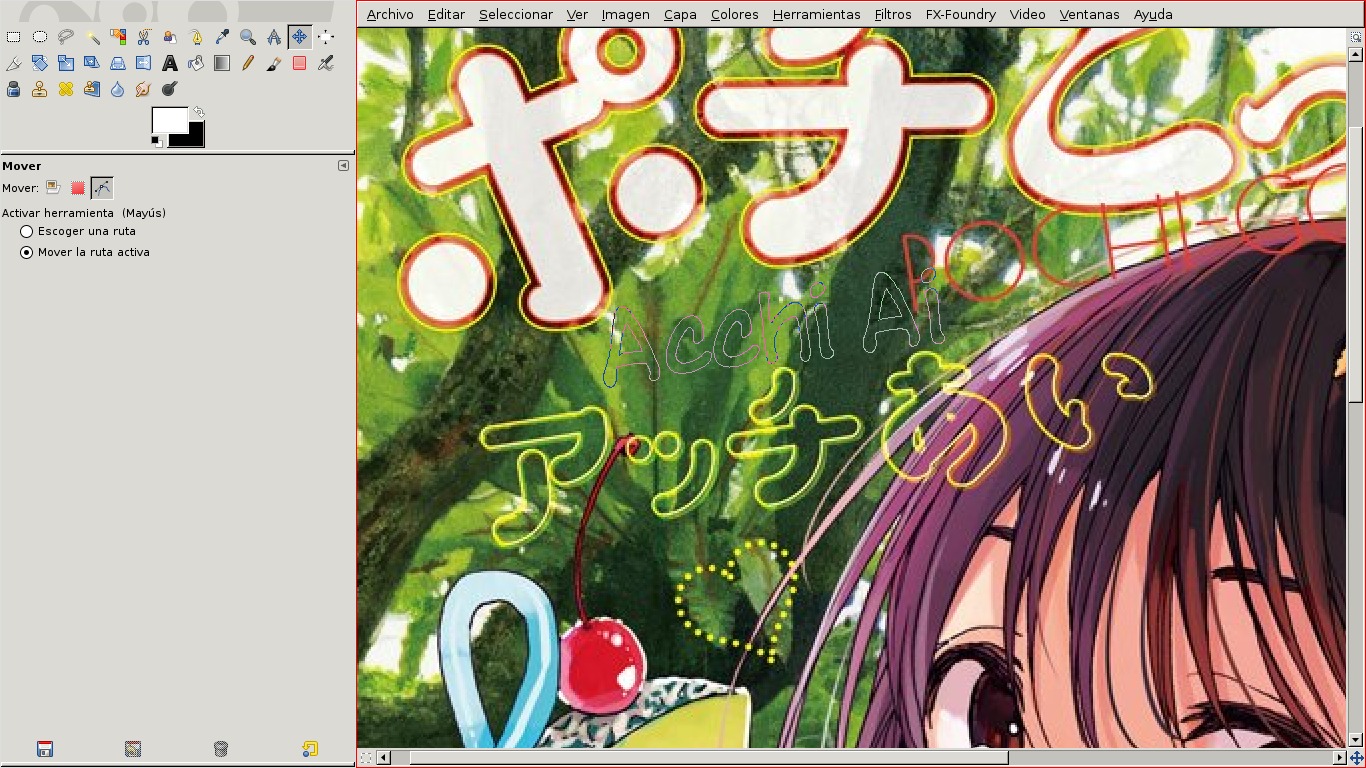 Archivo Editar Seleccionar Ver Imagen Capa Colores Herramientas Filtros FX-Foundry Video Ventanas Ayuda
Mover
Mover:
Activar herramienta (Mayús)
Escoger una ruta
Mover la ruta activa
ポチ
POCHI-
Acchi Ai
アッチあい